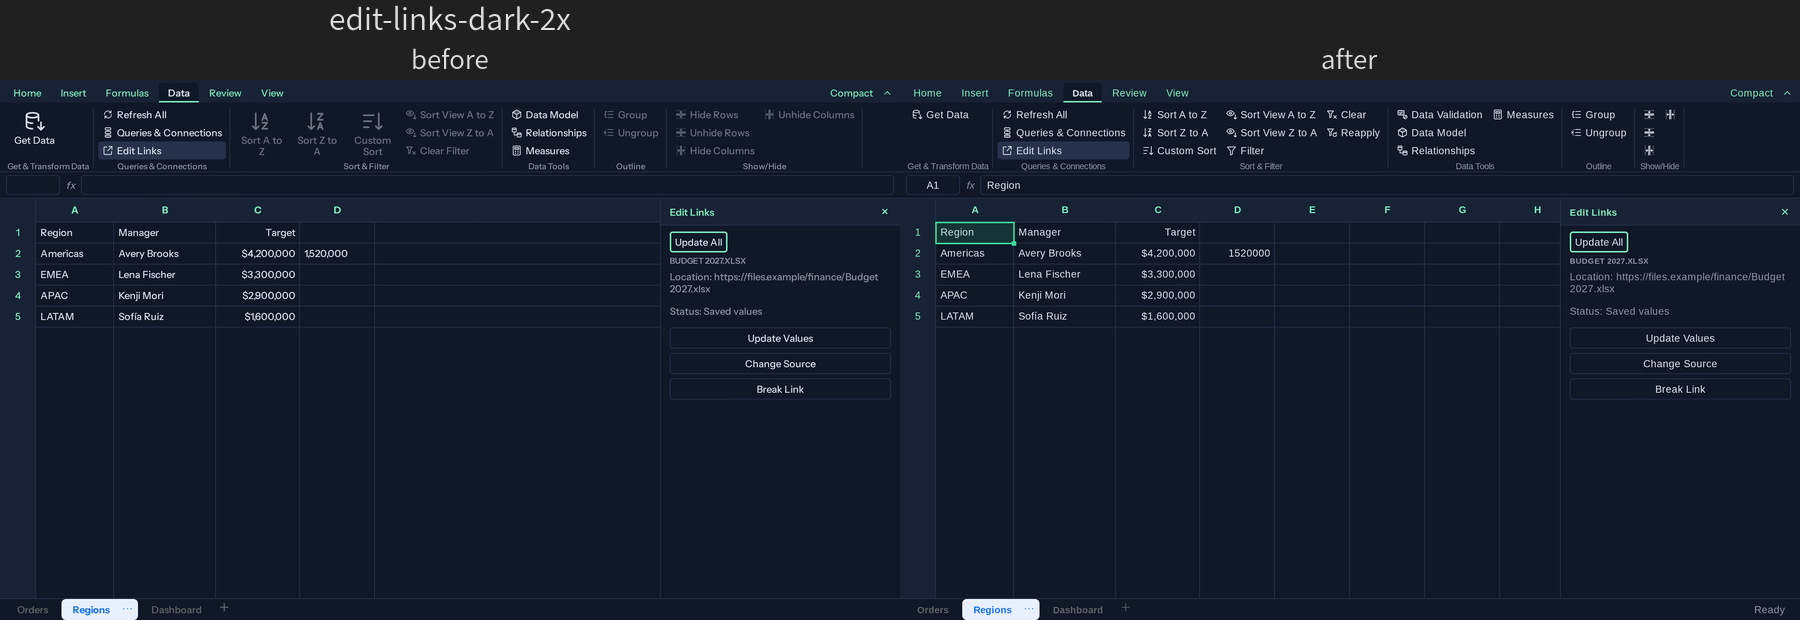 edit-links-dark-2x
before
after
Home Insert Formulas Data Review View Compact
Get Data
Refresh All
Queries & Connections
Edit Links
Sort A to Z
Sort Z to A
Custom Sort
Sort View A to Z
Sort View Z to A
Clear Filter
Data Model
Relationships
Measures
Group
Ungroup
Hide Rows
Unhide Rows
Hide Columns
Unhide Columns
Get & Transform Data Queries & Connections Sort & Filter Data Tools Outline Show/Hide
fx
A B C D
1 Region Manager Target
2 Americas Avery Brooks $4,200,000 1,520,000
3 EMEA Lena Fischer $3,300,000
4 APAC Kenji Mori $2,900,000
5 LATAM Sofía Ruiz $1,600,000
Edit Links ×
Update All
BUDGET 2027.XLSX
Location: https://files.example/finance/Budget
2027.xlsx
Status: Saved values
Update Values
Change Source
Break Link
Orders Regions ... Dashboard +
Home Insert Formulas Data Review View Compact
Get Data
Refresh All
Queries & Connections
Edit Links
Sort A to Z
Sort Z to A
Custom Sort
Sort View A to Z
Sort View Z to A
Filter
Clear
Reapply
Data Validation
Data Model
Relationships
Measures
Group
Ungroup
Get & Transform Data Queries & Connections Sort & Filter Data Tools Outline Show/Hide
A1 fx Region
A B C D E F G H
1 Region Manager Target
2 Americas Avery Brooks $4,200,000 1520000
3 EMEA Lena Fischer $3,300,000
4 APAC Kenji Mori $2,900,000
5 LATAM Sofía Ruiz $1,600,000
Edit Links ×
Update All
BUDGET 2027.XLSX
Location: https://files.example/finance/Budget
2027.xlsx
Status: Saved values
Update Values
Change Source
Break Link
Orders Regions ... Dashboard + Ready